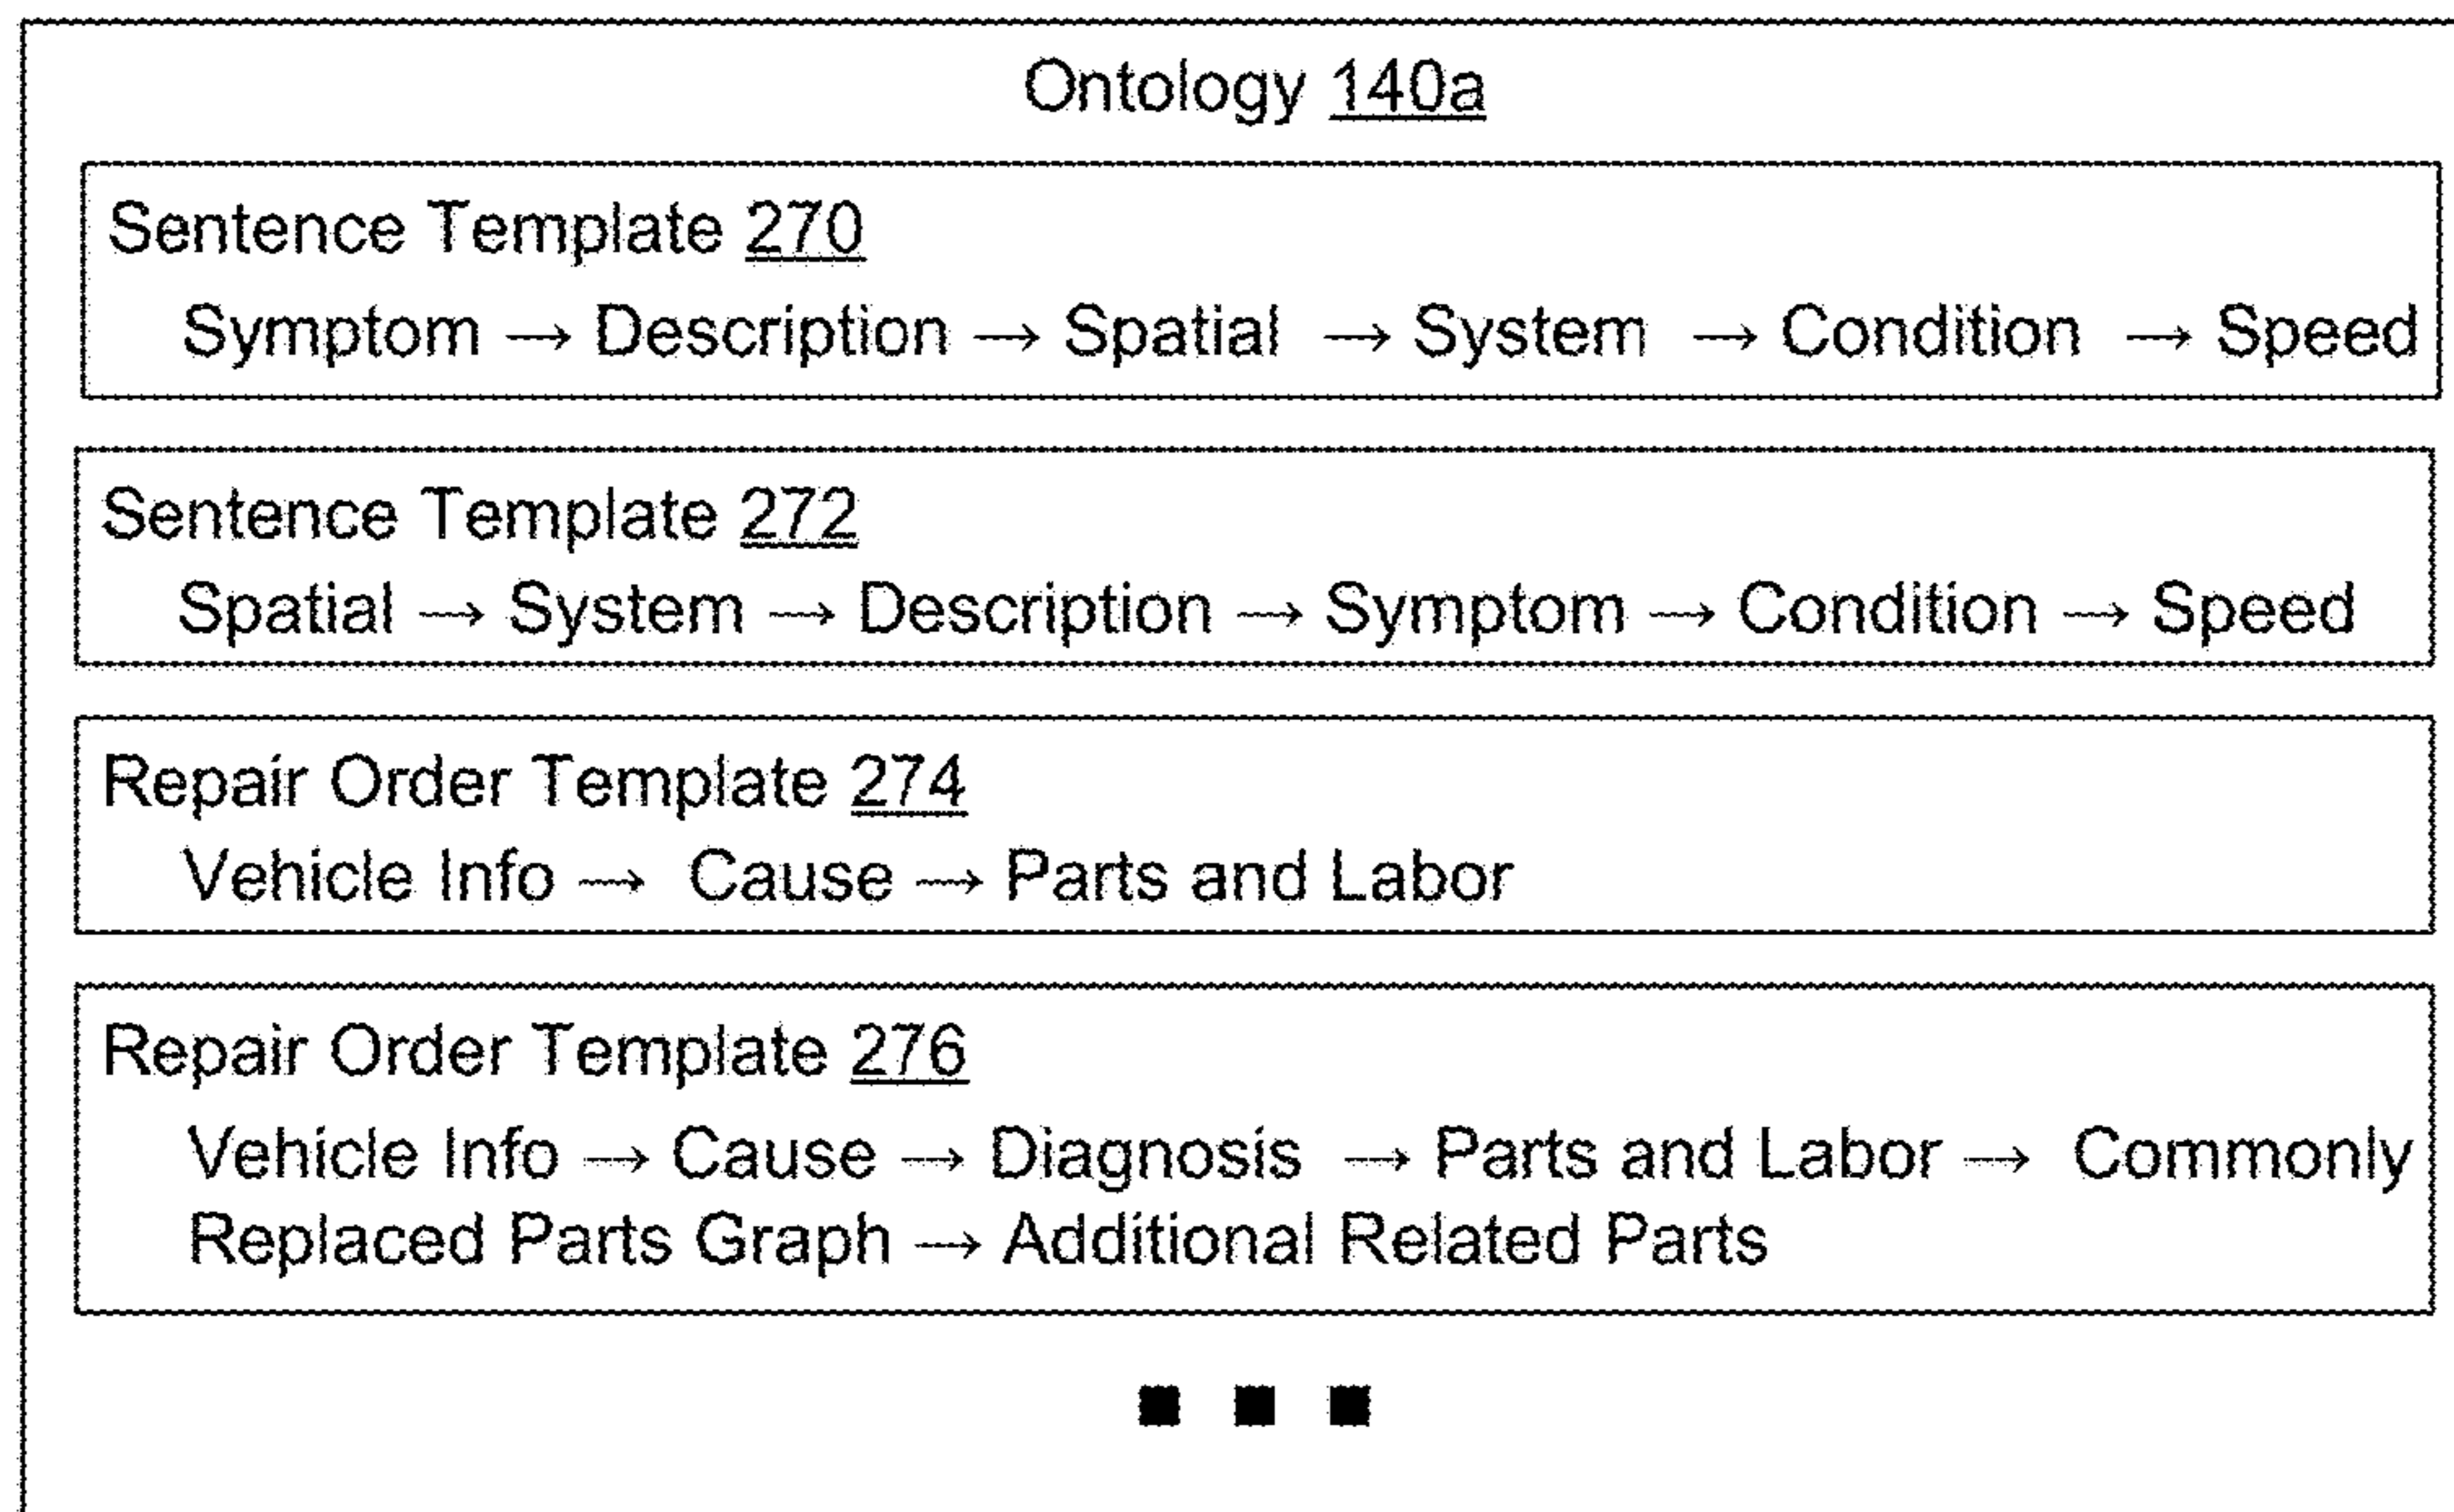 Ontology 140a
Sentence Template 270
Symptom → Description → Spatial → System → Condition → Speed
Sentence Template 272
Spatial → System → Description → Symptom → Condition → Speed
Repair Order Template 274
Vehicle Info → Cause → Parts and Labor
Repair Order Template 276
Vehicle Info → Cause → Diagnosis → Parts and Labor → Commonly
Replaced Parts Graph → Additional Related Parts